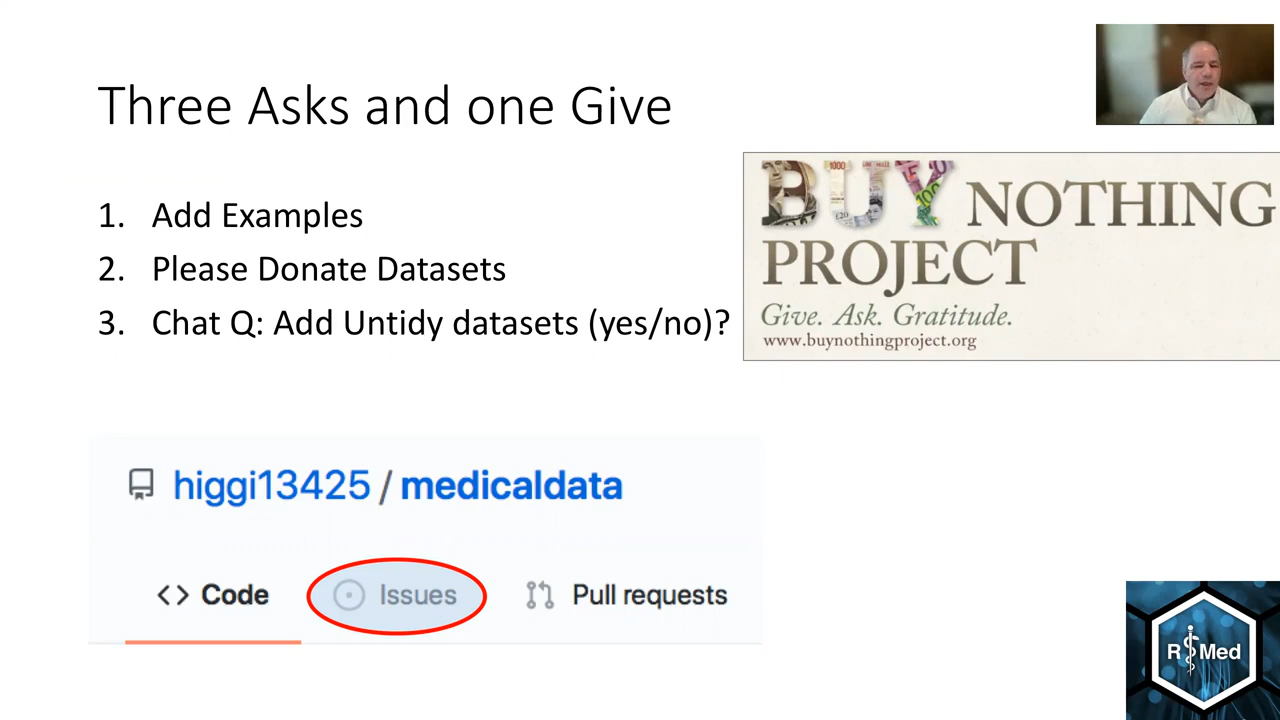 Three Asks and one Give
1. Add Examples
2. Please Donate Datasets
3. Chat Q: Add Untidy datasets (yes/no)?
BUY NOTHING
PROJECT
Give. Ask. Gratitude.
www.buynothingproject.org
higgi13425 / medicaldata
<> Code
Issues
Pull requests
R Med